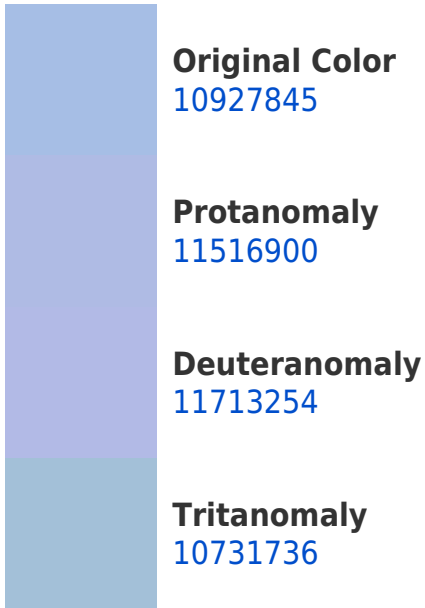 Original Color
10927845
Protanomaly
11516900
Deuteranomaly
11713254
Tritanomaly
10731736